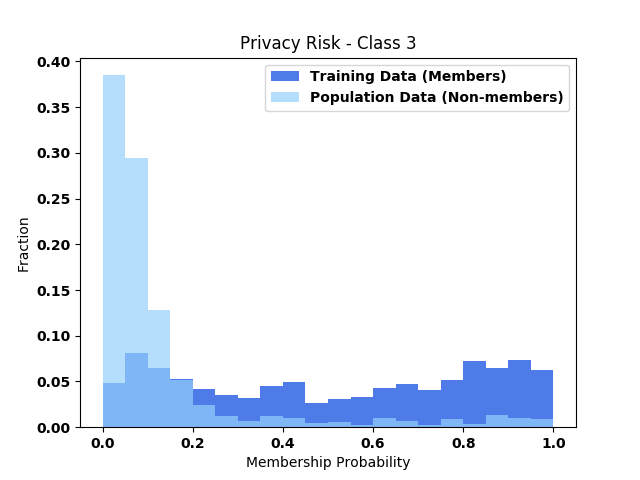 Privacy Risk - Class 3
Training Data (Members)
Population Data (Non-members)
0.40
0.35
0.30
0.25
0.20
0.15
0.10
0.05
0.00
Fraction
0.0 0.2 0.4 0.6 0.8 1.0
Membership Probability